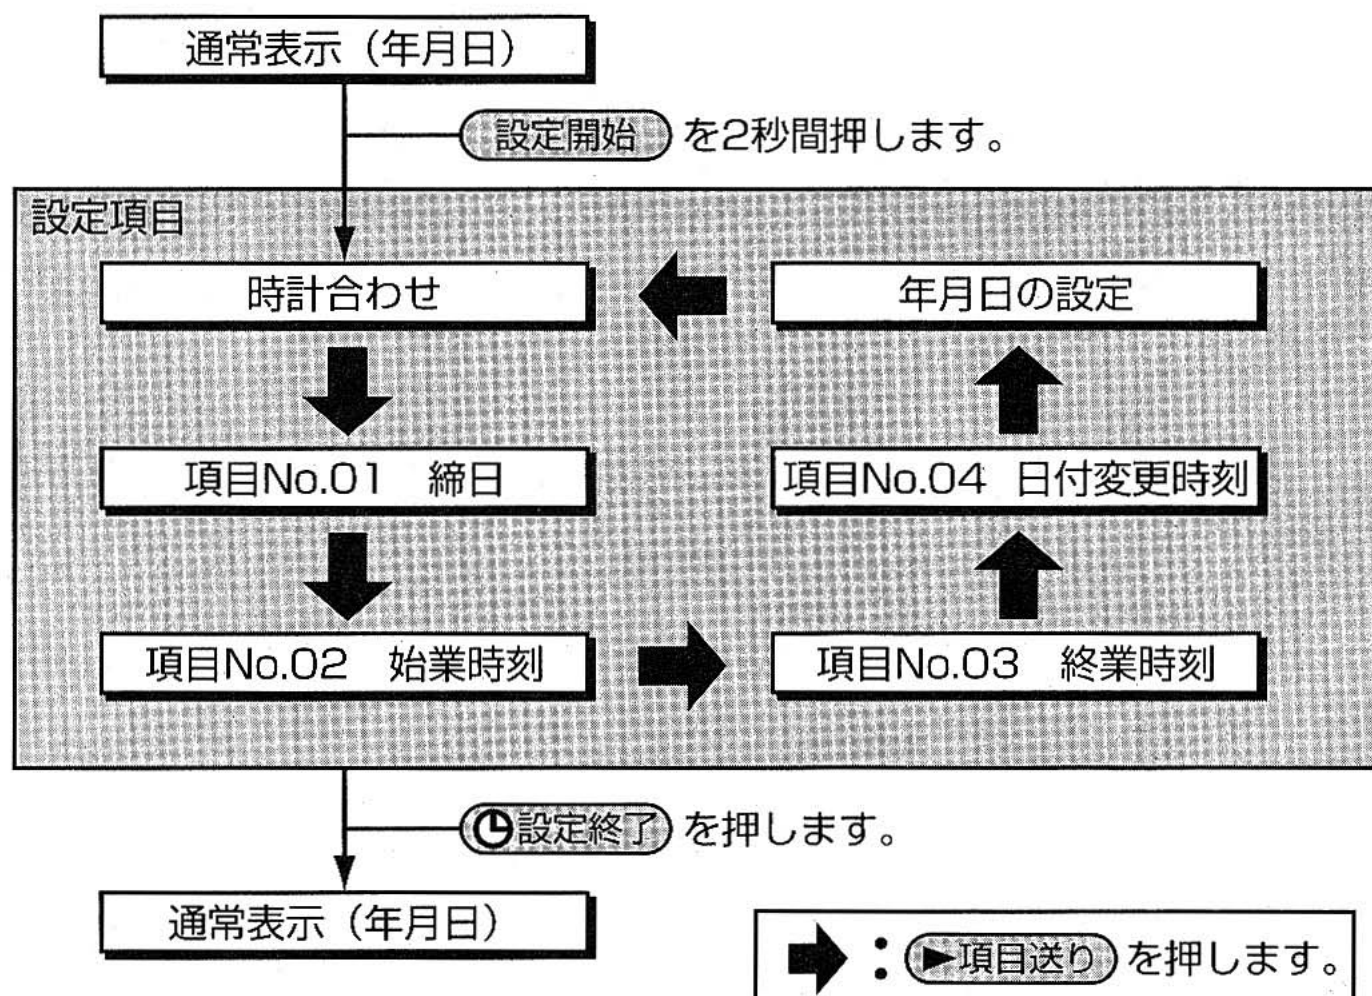 通常表示（年月日）
設定開始 を2秒間押します。
設定項目
時計合わせ
年月日の設定
項目No.01　締日
項目No.04　日付変更時刻
項目No.02　始業時刻
項目No.03　終業時刻
設定終了 を押します。
通常表示（年月日）
：►項目送り を押します。